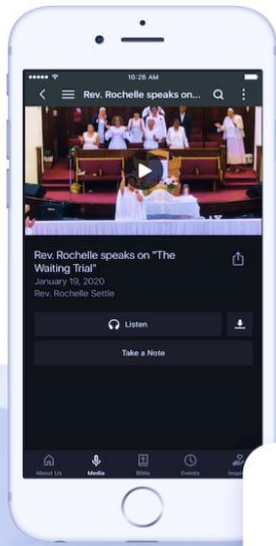 10:28 AM
Rev. Rochelle speaks on...
Rev. Rochelle speaks on "The
Waiting Trial"
January 19, 2020
Rev. Rochelle Settle
Listen
Take a Note
About Us
Media
Bible
Events